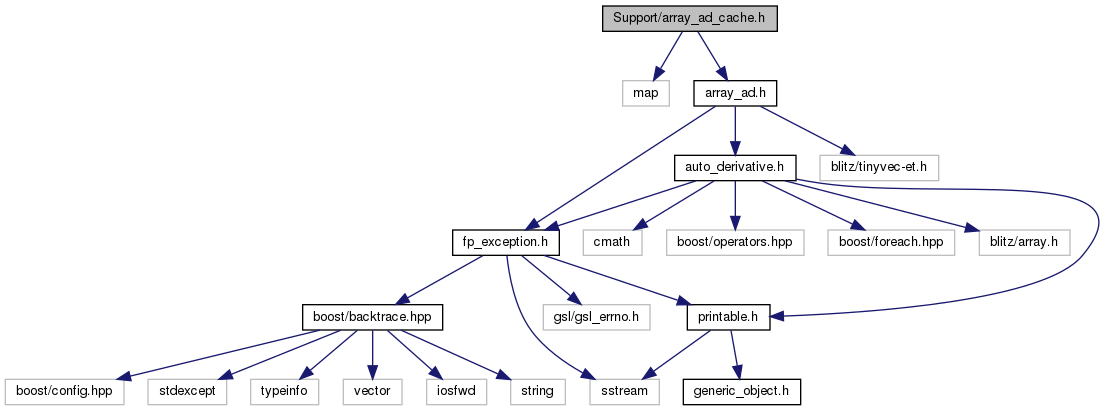 Support/array_ad_cache.h
map
array_ad.h
auto_derivative.h
blitz/tinyvec-et.h
fp_exception.h
cmath
boost/operators.hpp
boost/foreach.hpp
blitz/array.h
boost/backtrace.hpp
gsl/gsl_errno.h
printable.h
boost/config.hpp
stdexcept
typeinfo
vector
iosfwd
string
sstream
generic_object.h